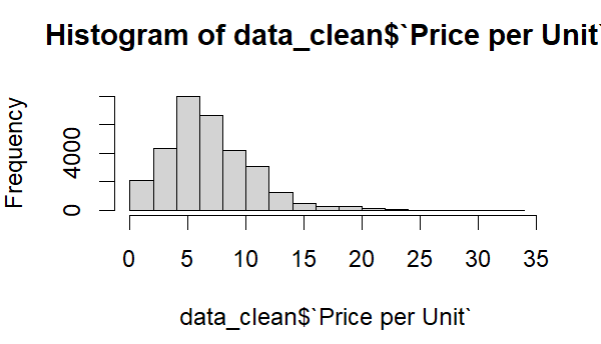 Histogram of data_clean$`Price per Unit`
Frequency
4000
0
0 5 10 15 20 25 30 35
data_clean$`Price per Unit`